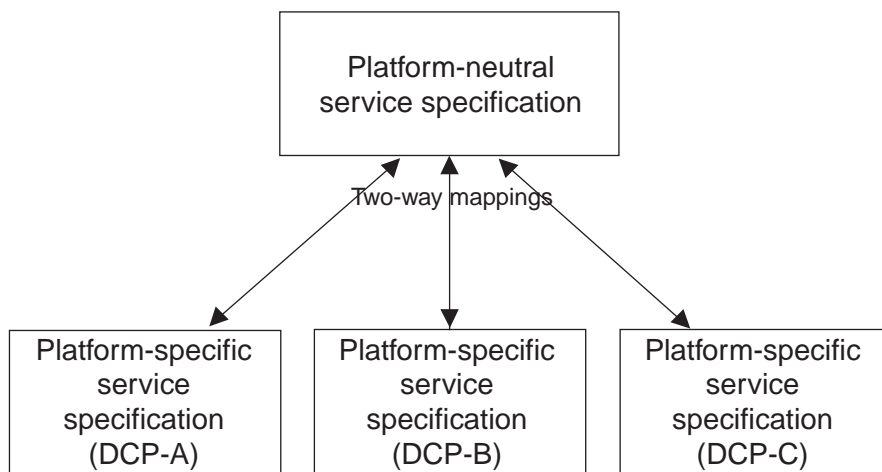 Platform-neutral
service specification
Two-way mappings
Platform-specific
service
specification
(DCP-A)
Platform-specific
service
specification
(DCP-B)
Platform-specific
service
specification
(DCP-C)